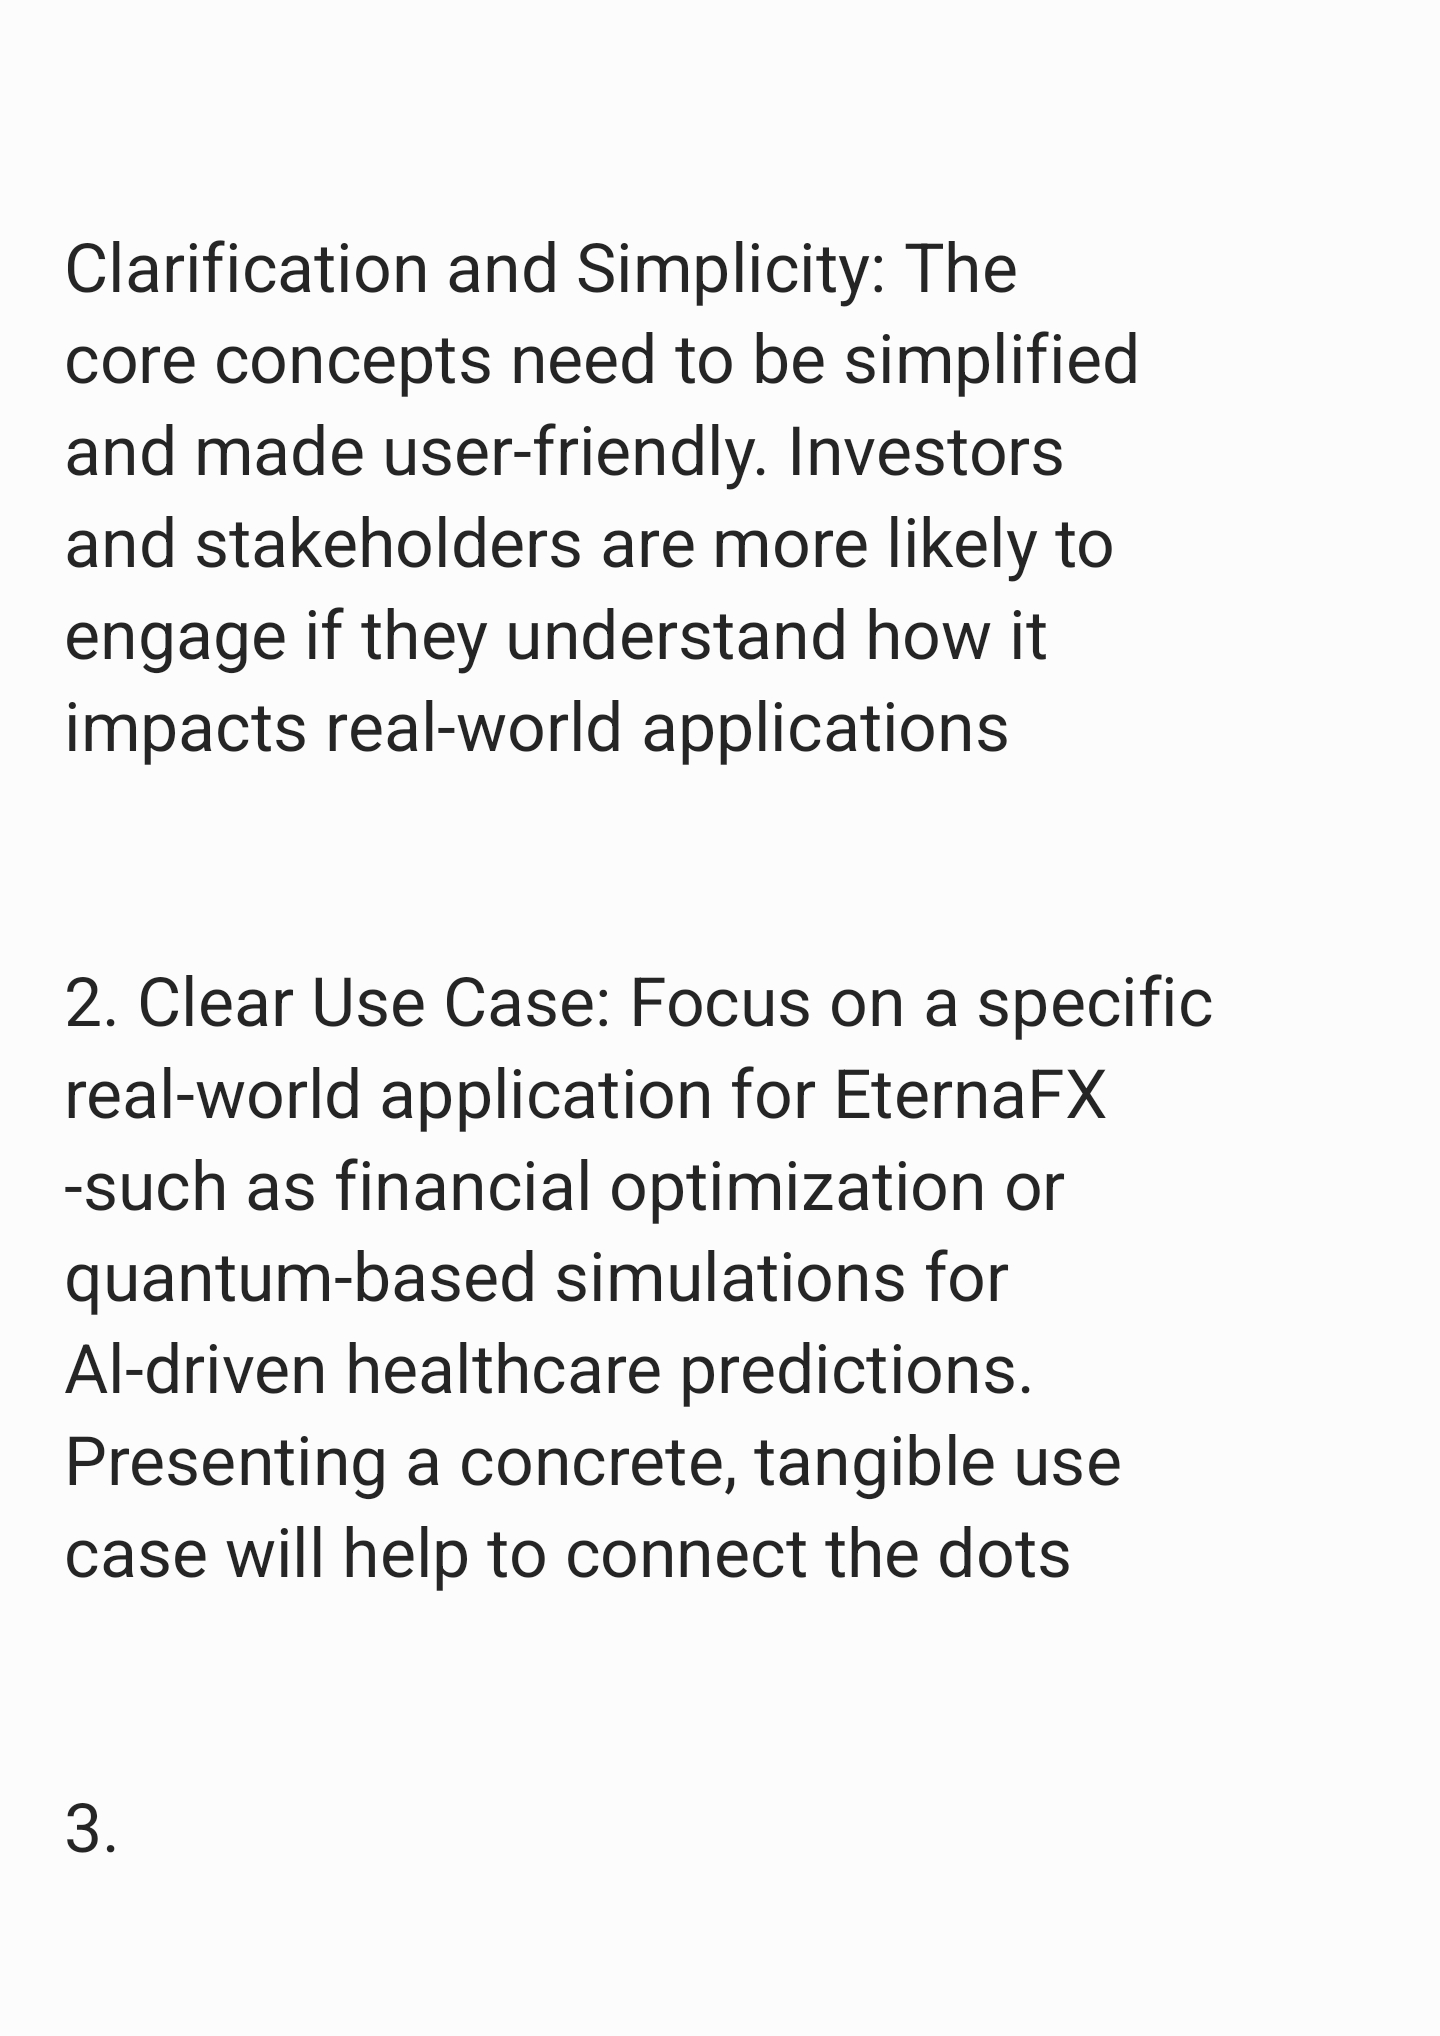 Clarification and Simplicity: The
core concepts need to be simplified
and made user-friendly. Investors
and stakeholders are more likely to
engage if they understand how it
impacts real-world applications
2. Clear Use Case: Focus on a specific
real-world application for EternaFX
-such as financial optimization or
quantum-based simulations for
Al-driven healthcare predictions.
Presenting a concrete, tangible use
case will help to connect the dots
3.